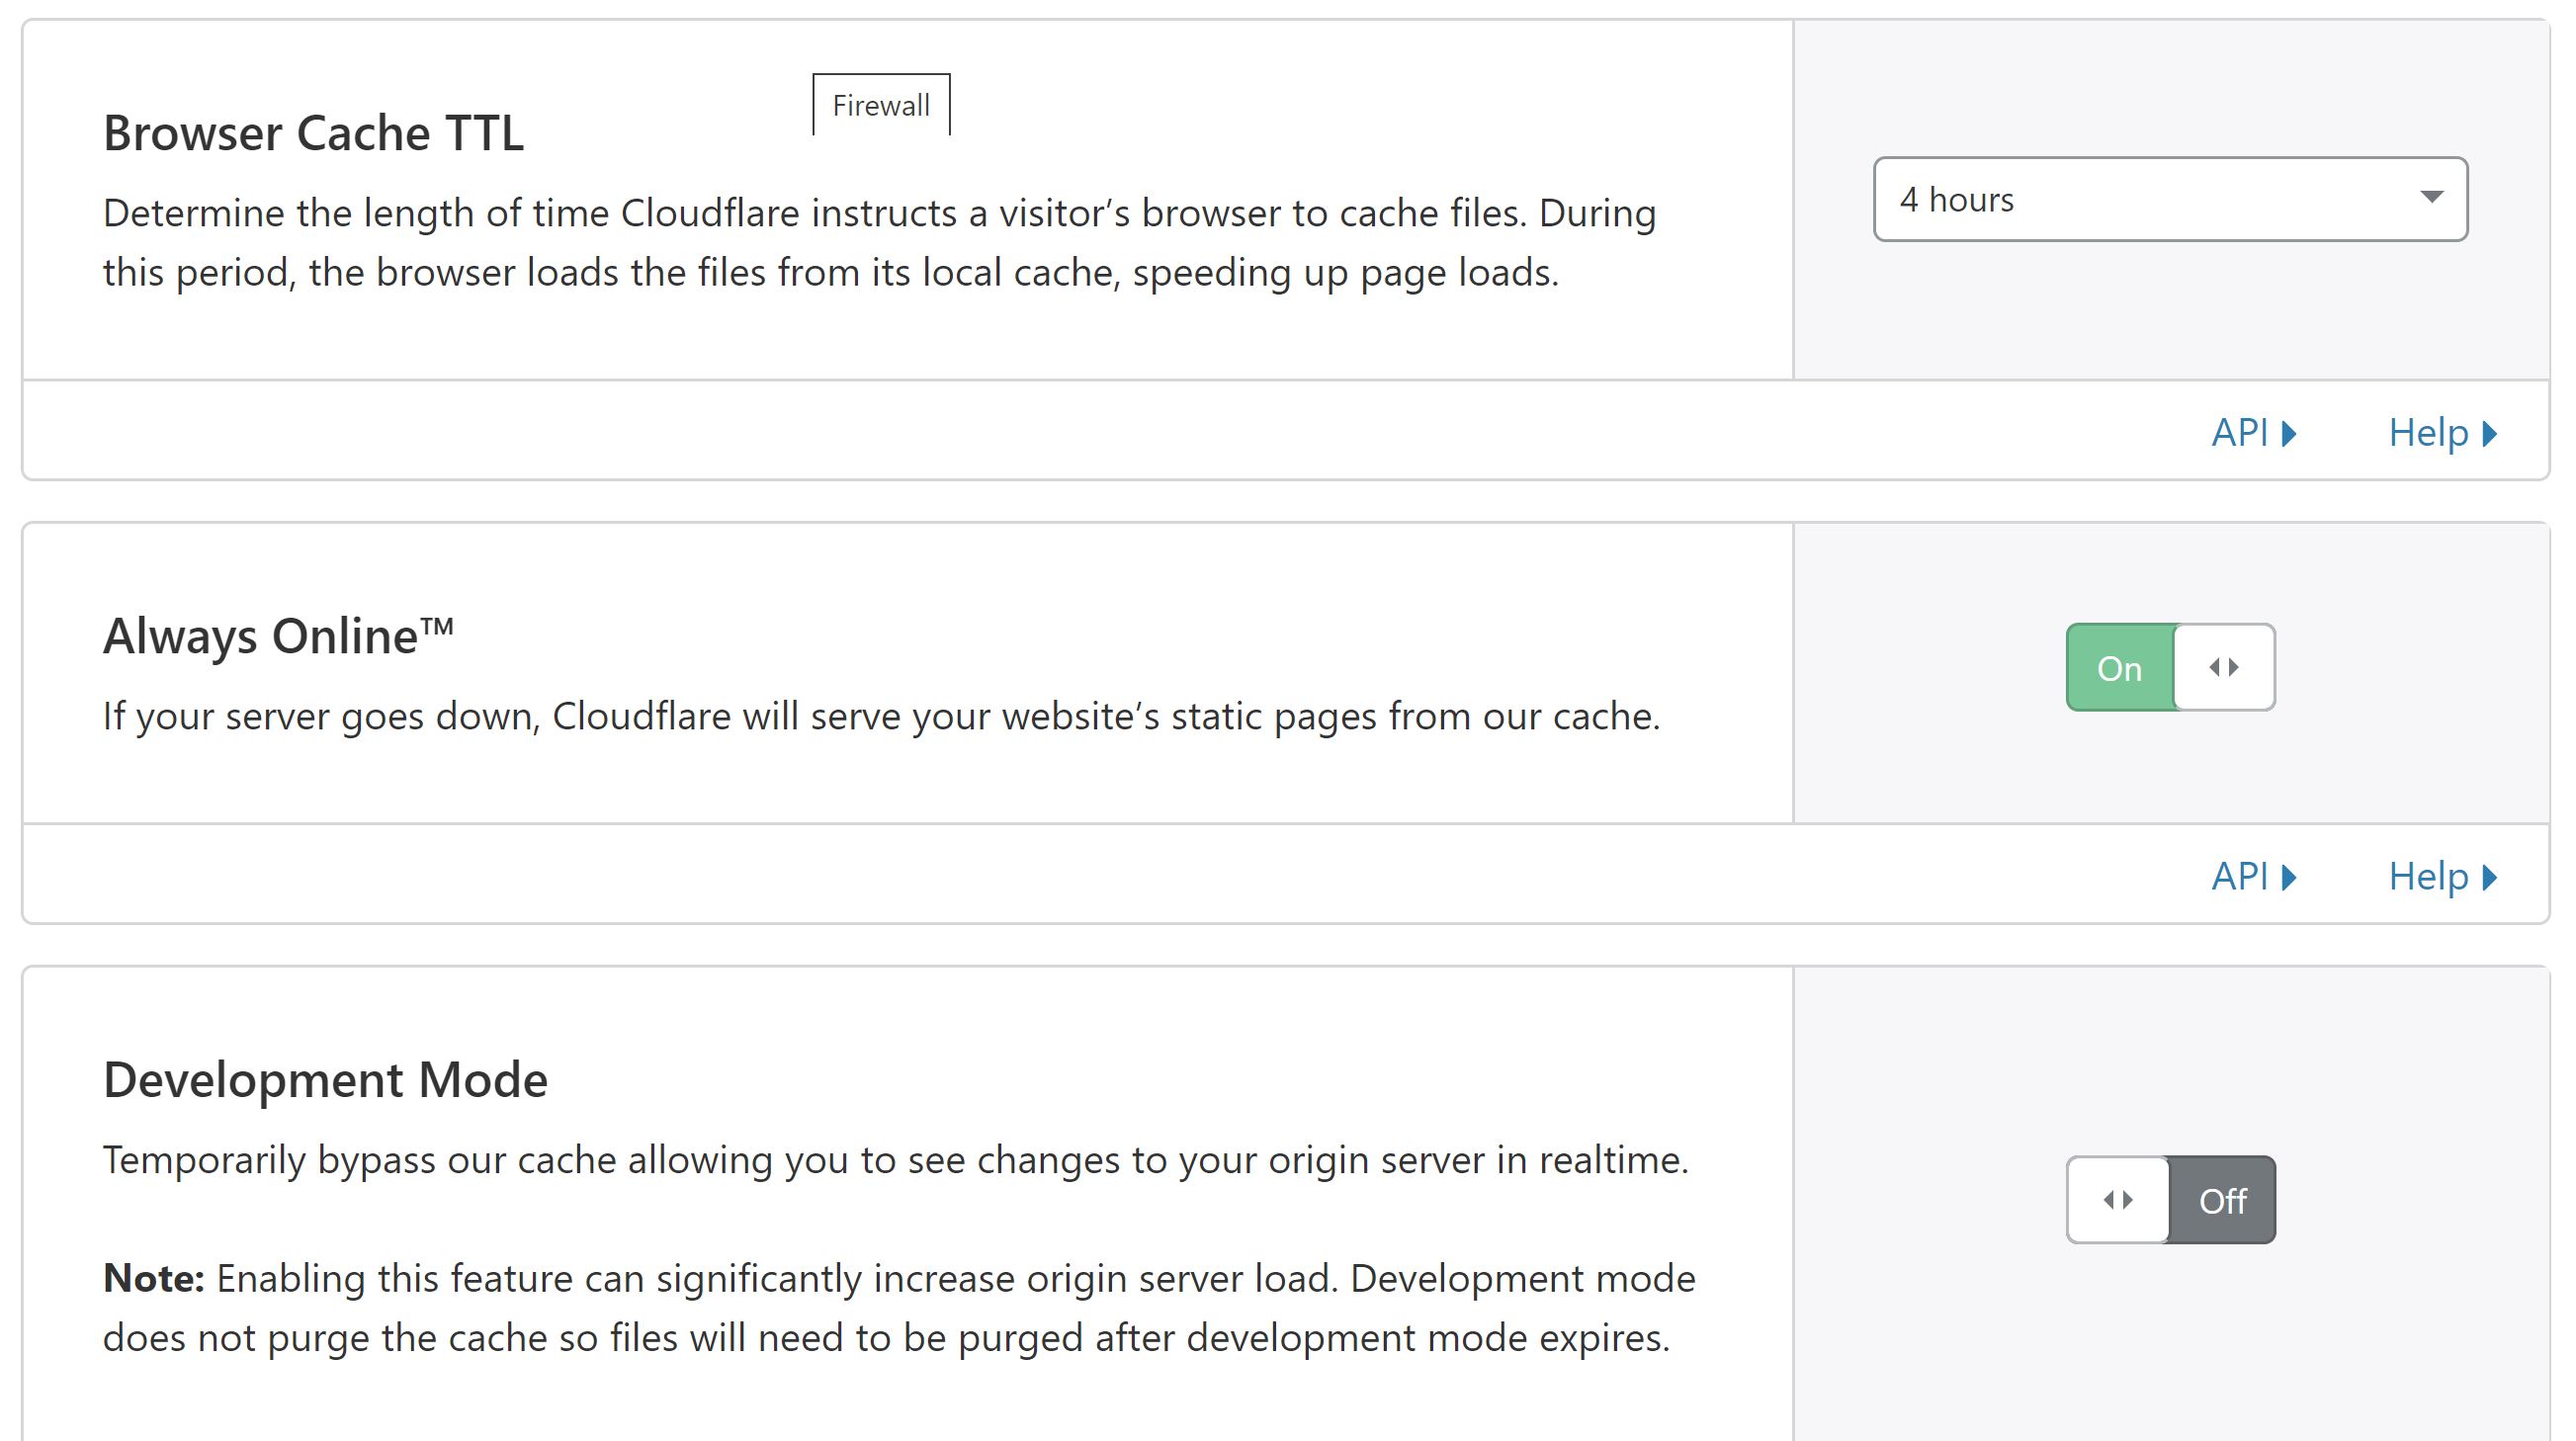 Firewall
Browser Cache TTL
Determine the length of time Cloudflare instructs a visitor’s browser to cache files. During
this period, the browser loads the files from its local cache, speeding up page loads.
4 hours
API
Help
Always Online™
If your server goes down, Cloudflare will serve your website’s static pages from our cache.
On
API
Help
Development Mode
Temporarily bypass our cache allowing you to see changes to your origin server in realtime.
Off
Note: Enabling this feature can significantly increase origin server load. Development mode
does not purge the cache so files will need to be purged after development mode expires.